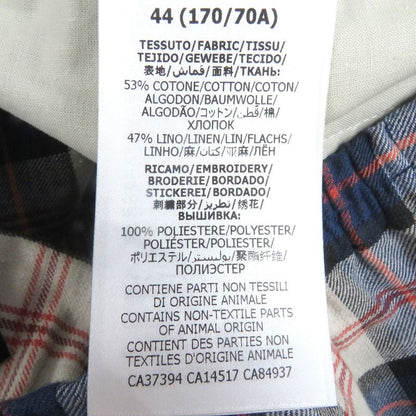 44 (170/70A)
TESSUTO/FABRIC/TISSU/
TEJIDO/GEWEBE/TECIDO/
表地/قماش/面料/ТКАНЬ:
53% COTONE/COTTON/COTON/
ALGODON/BAUMWOLLE/
ALGODÃO/コットン/قطن/棉/
ХЛОПОК
47% LINO/LINEN/LIN/FLACHS/
LINHO/麻/كتان/亚麻/ЛЁН
RICAMO/EMBROIDERY/
BRODERIE/BORDADO/
STICKEREI/BORDADO/
刺繍部分/تطريز/绣花/
ВЫШИВКА:
100% POLIESTERE/POLYESTER/
POLIÉSTER/POLYESTER/
ポリエステル/بوليستر/聚酯纤维/
ПОЛИЭСТЕР
CONTIENE PARTI NON TESSILI
DI ORIGINE ANIMALE
CONTAINS NON-TEXTILE PARTS
OF ANIMAL ORIGIN
CONTIENT DES PARTIES NON
TEXTILES D'ORIGINE ANIMALE
CA37394 CA14517 CA84937